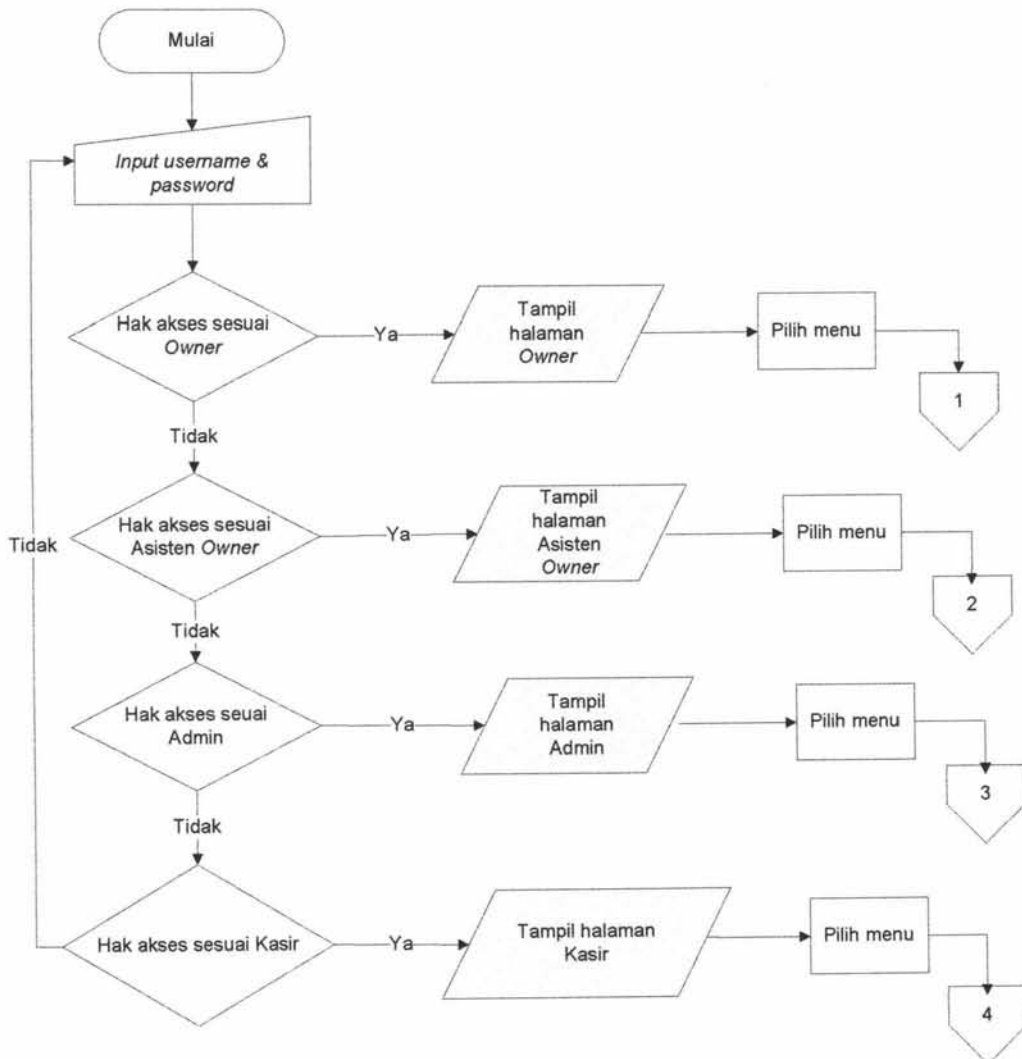 Mulai
Input username &
password
Hak akses sesuai
Owner
Ya
Tampil
halaman
Owner
Pilih menu
1
Tidak
Hak akses sesuai
Asisten Owner
Ya
Tampil
halaman
Asisten
Owner
Pilih menu
2
Tidak
Tidak
Hak akses seuai
Admin
Ya
Tampil
halaman
Admin
Pilih menu
3
Tidak
Hak akses sesuai Kasir
Ya
Tampil halaman
Kasir
Pilih menu
4